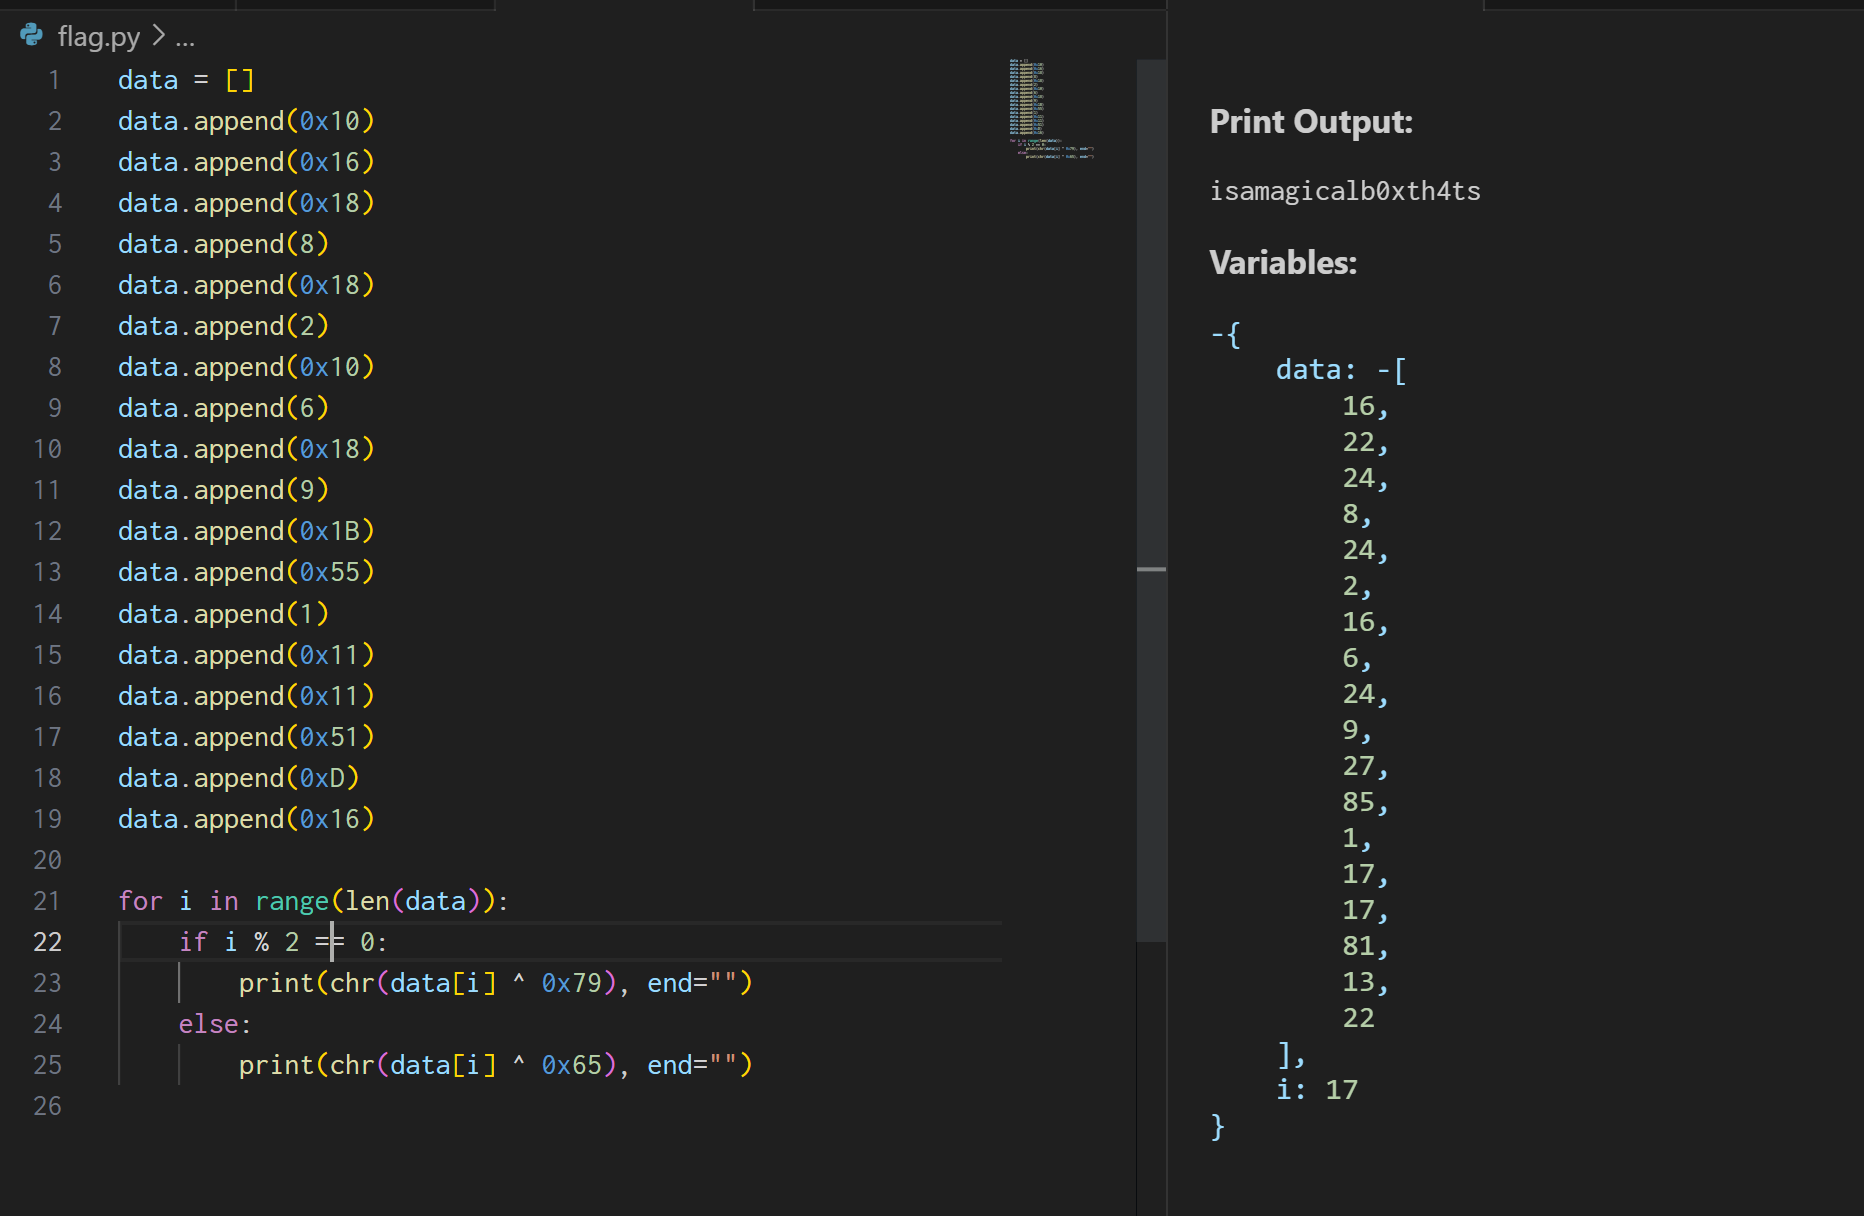 flag.py > ...
1 data = []
2 data.append(0x10)
3 data.append(0x16)
4 data.append(0x18)
5 data.append(8)
6 data.append(0x18)
7 data.append(2)
8 data.append(0x10)
9 data.append(6)
10 data.append(0x18)
11 data.append(9)
12 data.append(0x1B)
13 data.append(0x55)
14 data.append(1)
15 data.append(0x11)
16 data.append(0x11)
17 data.append(0x51)
18 data.append(0xD)
19 data.append(0x16)
20
21 for i in range(len(data)):
22     if i % 2 == 0:
23         print(chr(data[i] ^ 0x79), end="")
24     else:
25         print(chr(data[i] ^ 0x65), end="")
26
Print Output:
isamagicalb0xth4ts
Variables:
-{
    data: -[
        16,
        22,
        24,
        8,
        24,
        2,
        16,
        6,
        24,
        9,
        27,
        85,
        1,
        17,
        17,
        81,
        13,
        22
    ],
    i: 17
}